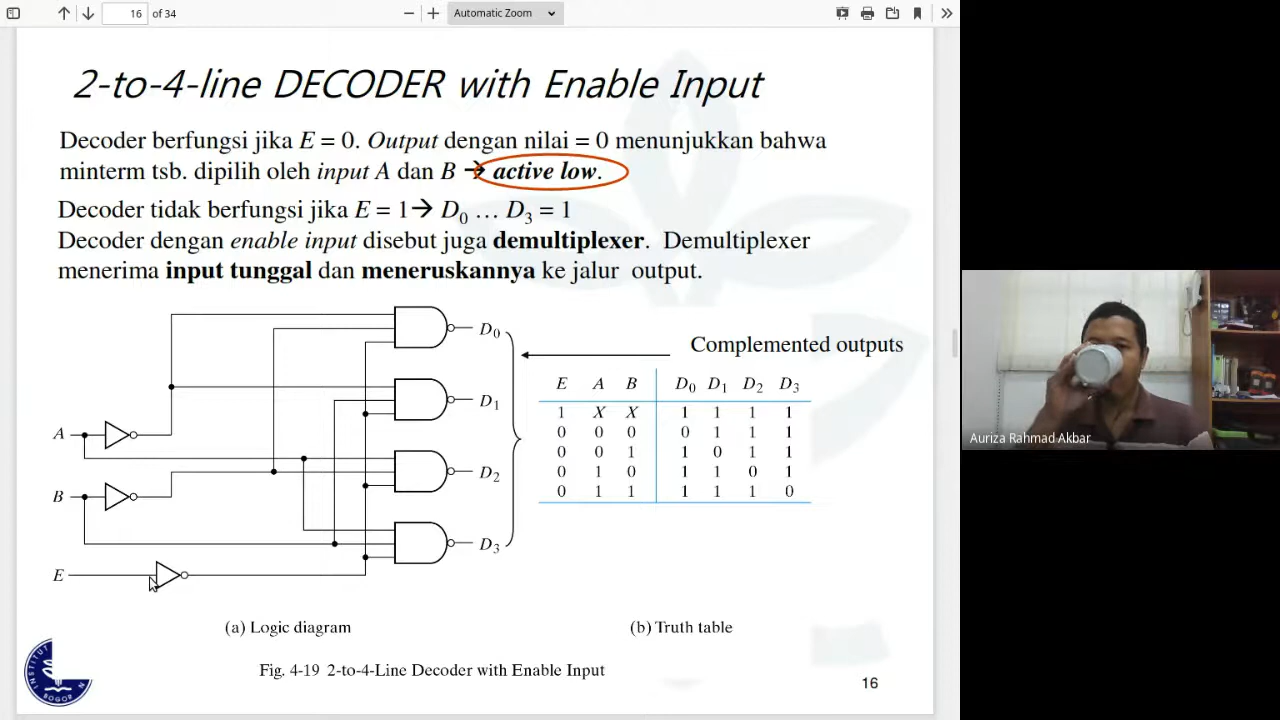 16 of 34
Automatic Zoom
2-to-4-line DECODER with Enable Input
Decoder berfungsi jika E = 0. Output dengan nilai = 0 menunjukkan bahwa
minterm tsb. dipilih oleh input A dan B → active low.
Decoder tidak berfungsi jika E = 1→ D0 … D3 = 1
Decoder dengan enable input disebut juga demultiplexer. Demultiplexer
menerima input tunggal dan meneruskannya ke jalur output.
D0
D1
D2
D3
A
B
E
Complemented outputs
E A B D0 D1 D2 D3
1 X X 1 1 1 1
0 0 0 0 1 1 1
0 0 1 1 0 1 1
0 1 0 1 1 0 1
0 1 1 1 1 1 0
(a) Logic diagram
(b) Truth table
Fig. 4-19 2-to-4-Line Decoder with Enable Input
INSTITUT
BOGOR
16
Auriza Rahmad Akbar